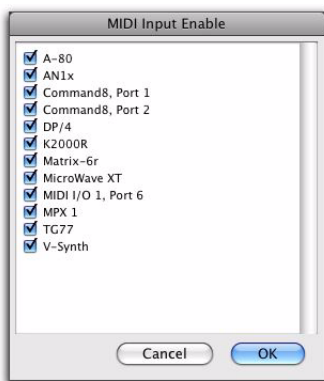 MIDI Input Enable
A-80
AN1x
Command8, Port 1
Command8, Port 2
DP/4
K2000R
Matrix-6r
MicroWave XT
MIDI I/O 1, Port 6
MPX 1
TG77
V-Synth
Cancel
OK